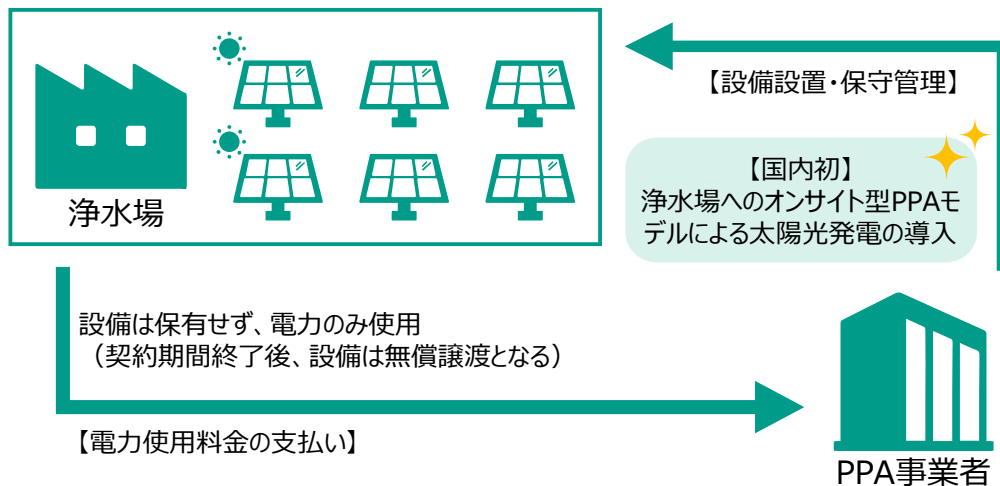 【設備設置・保守管理】
【国内初】
浄水場へのオンサイト型PPAモ
デルによる太陽光発電の導入
浄水場
設備は保有せず、電力のみ使用
（契約期間終了後、設備は無償譲渡となる）
【電力使用料金の支払い】
PPA事業者